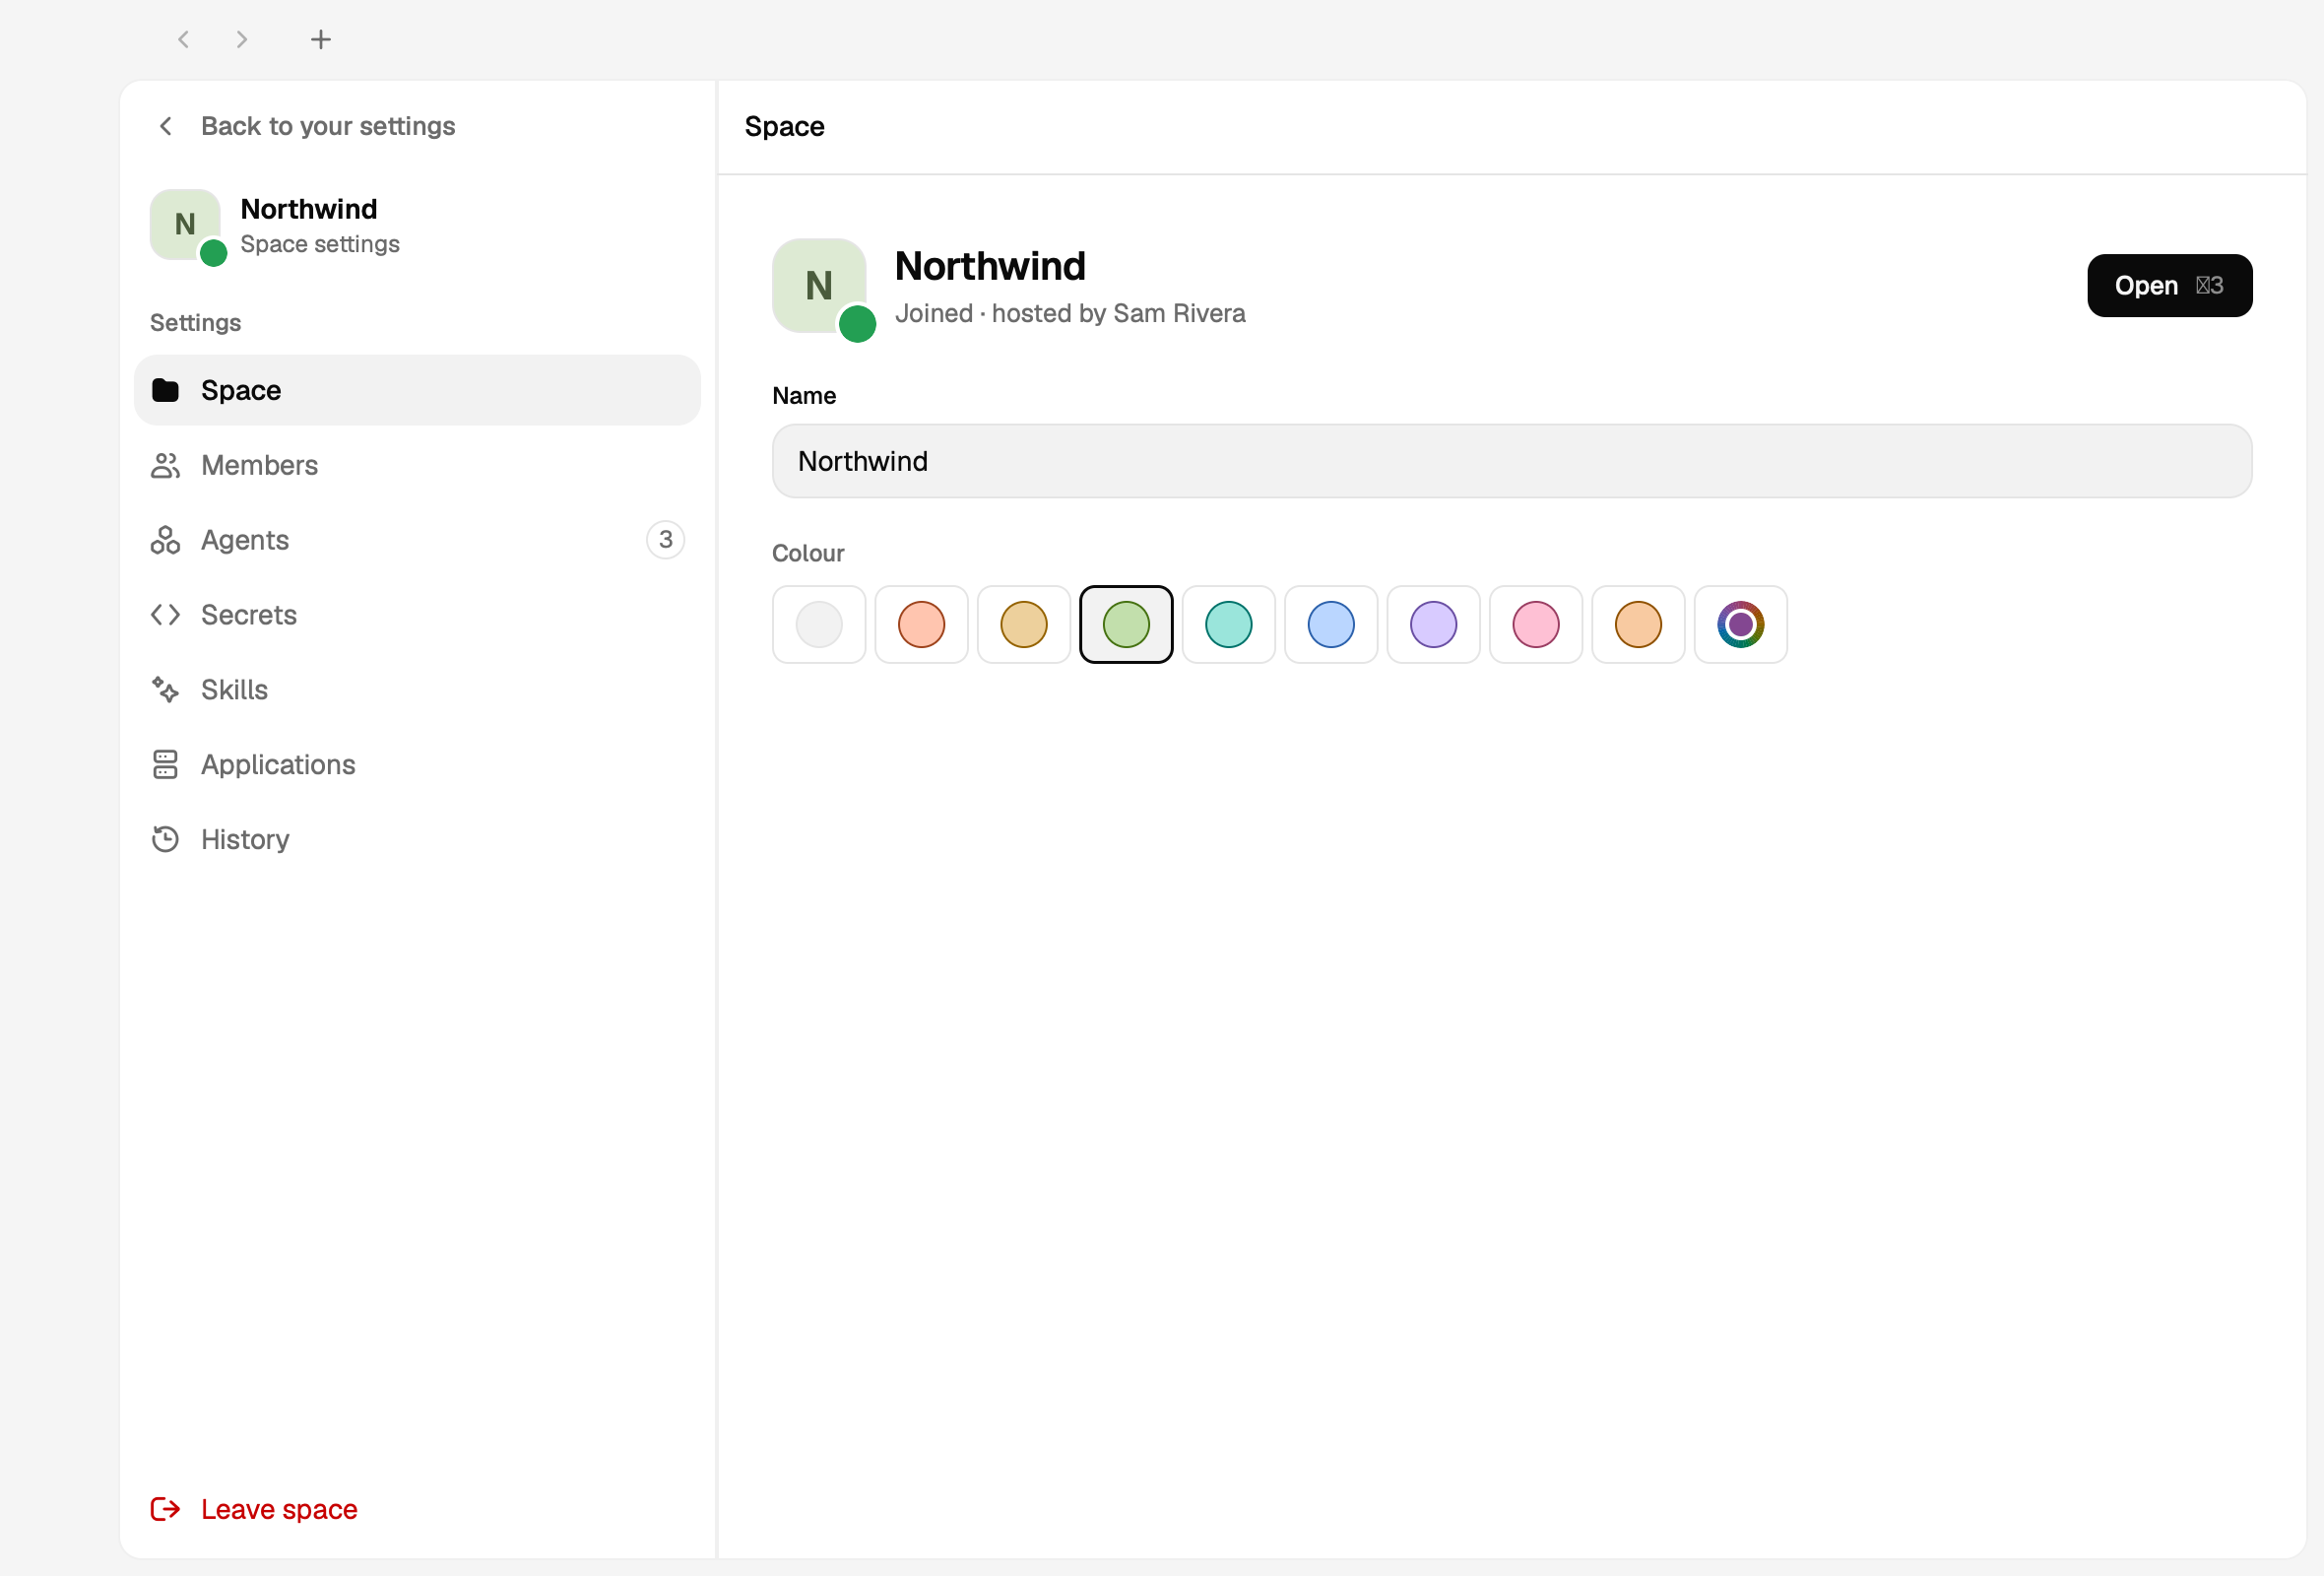 Back to your settings
N
Northwind
Space settings
Settings
Space
Members
Agents
3
Secrets
Skills
Applications
History
Leave space
Space
N
Northwind
Joined · hosted by Sam Rivera
Open 3
Name
Northwind
Colour